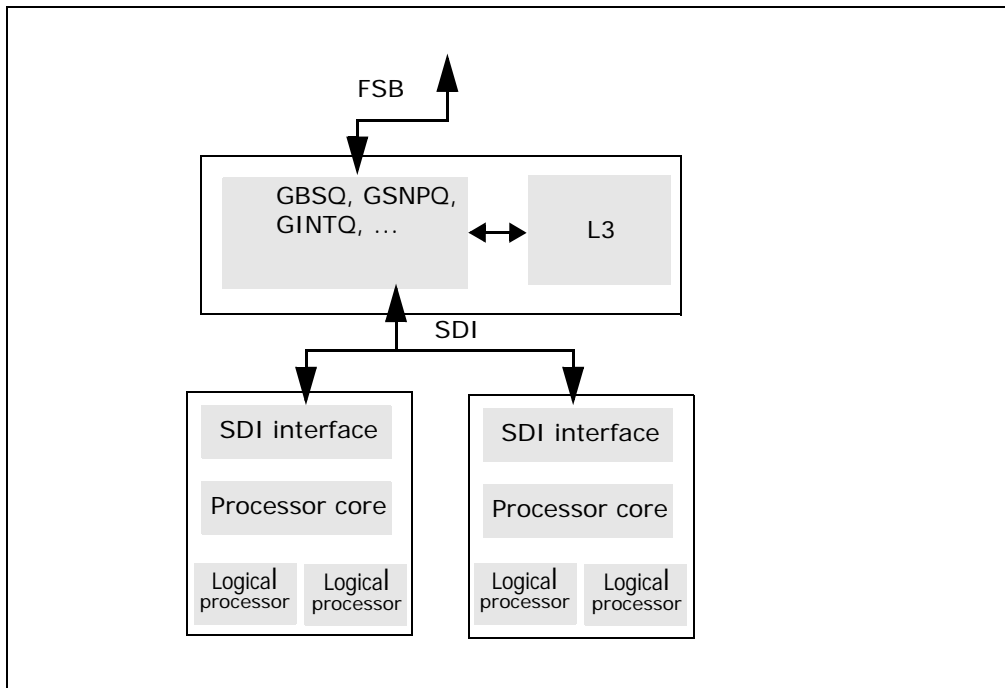 FSB
GBSQ, GSNPQ,
GINTQ, ...
L3
SDI
SDI interface
Processor core
Logical
processor
Logical
processor
SDI interface
Processor core
Logical
processor
Logical
processor